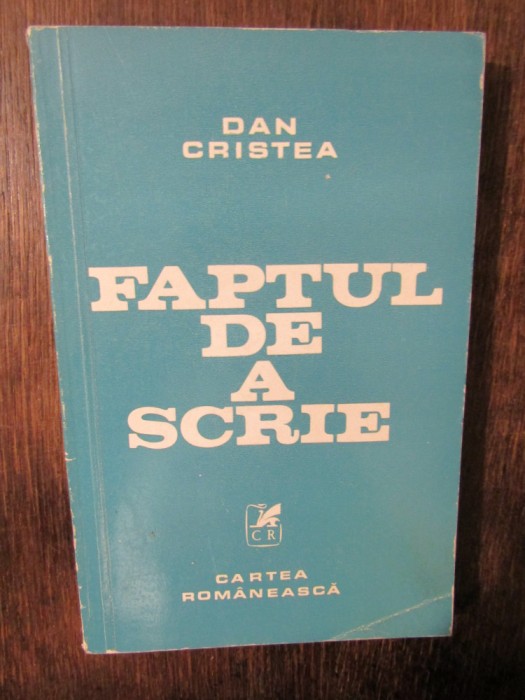 DAN
CRISTEA
FAPTUL
DE
A
SCRIE
CR
CARTEA
ROMÂNEASCĂ